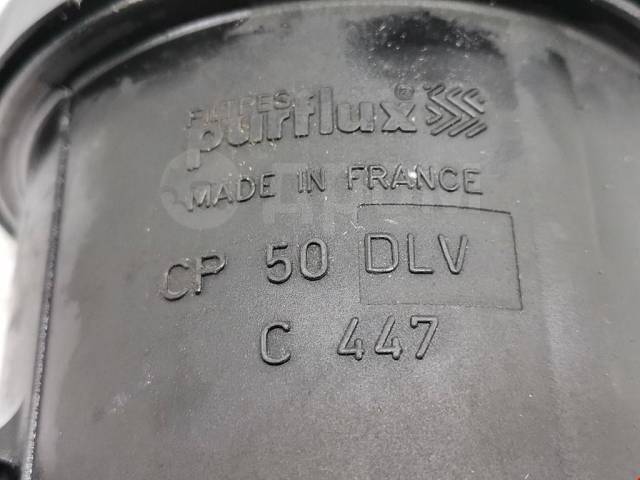 FILTRES
purflux®
MADE IN FRANCE
CP 50 DLV
C 447